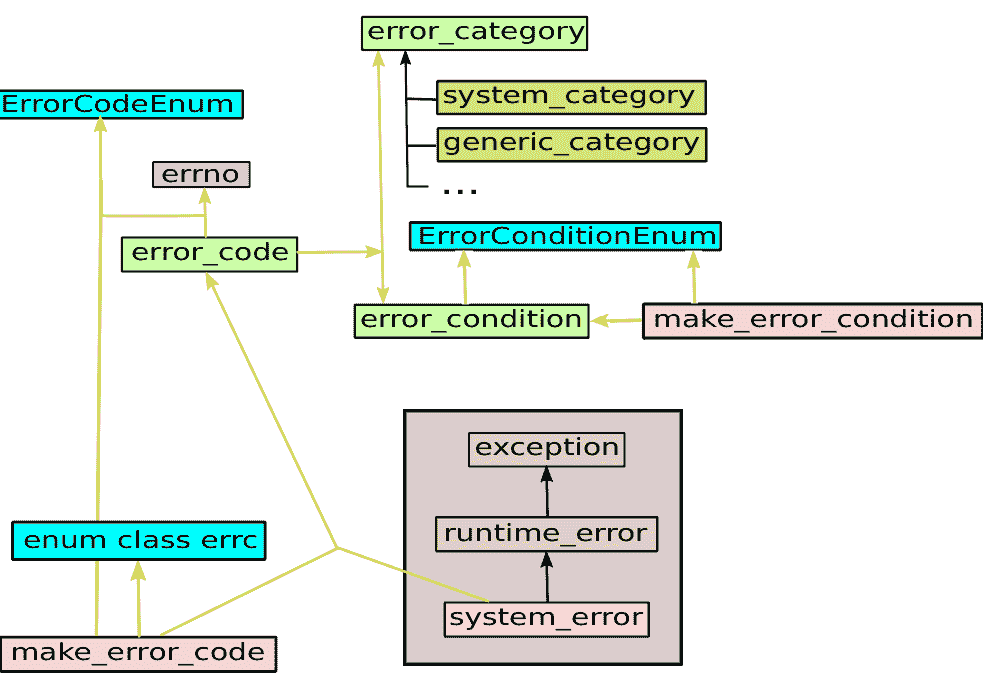 error_category
system_category
ErrorCodeEnum
generic_category
errno
...
ErrorConditionEnum
error_code
error_condition
make_error_condition
exception
runtime_error
enum class errc
system_error
make_error_code